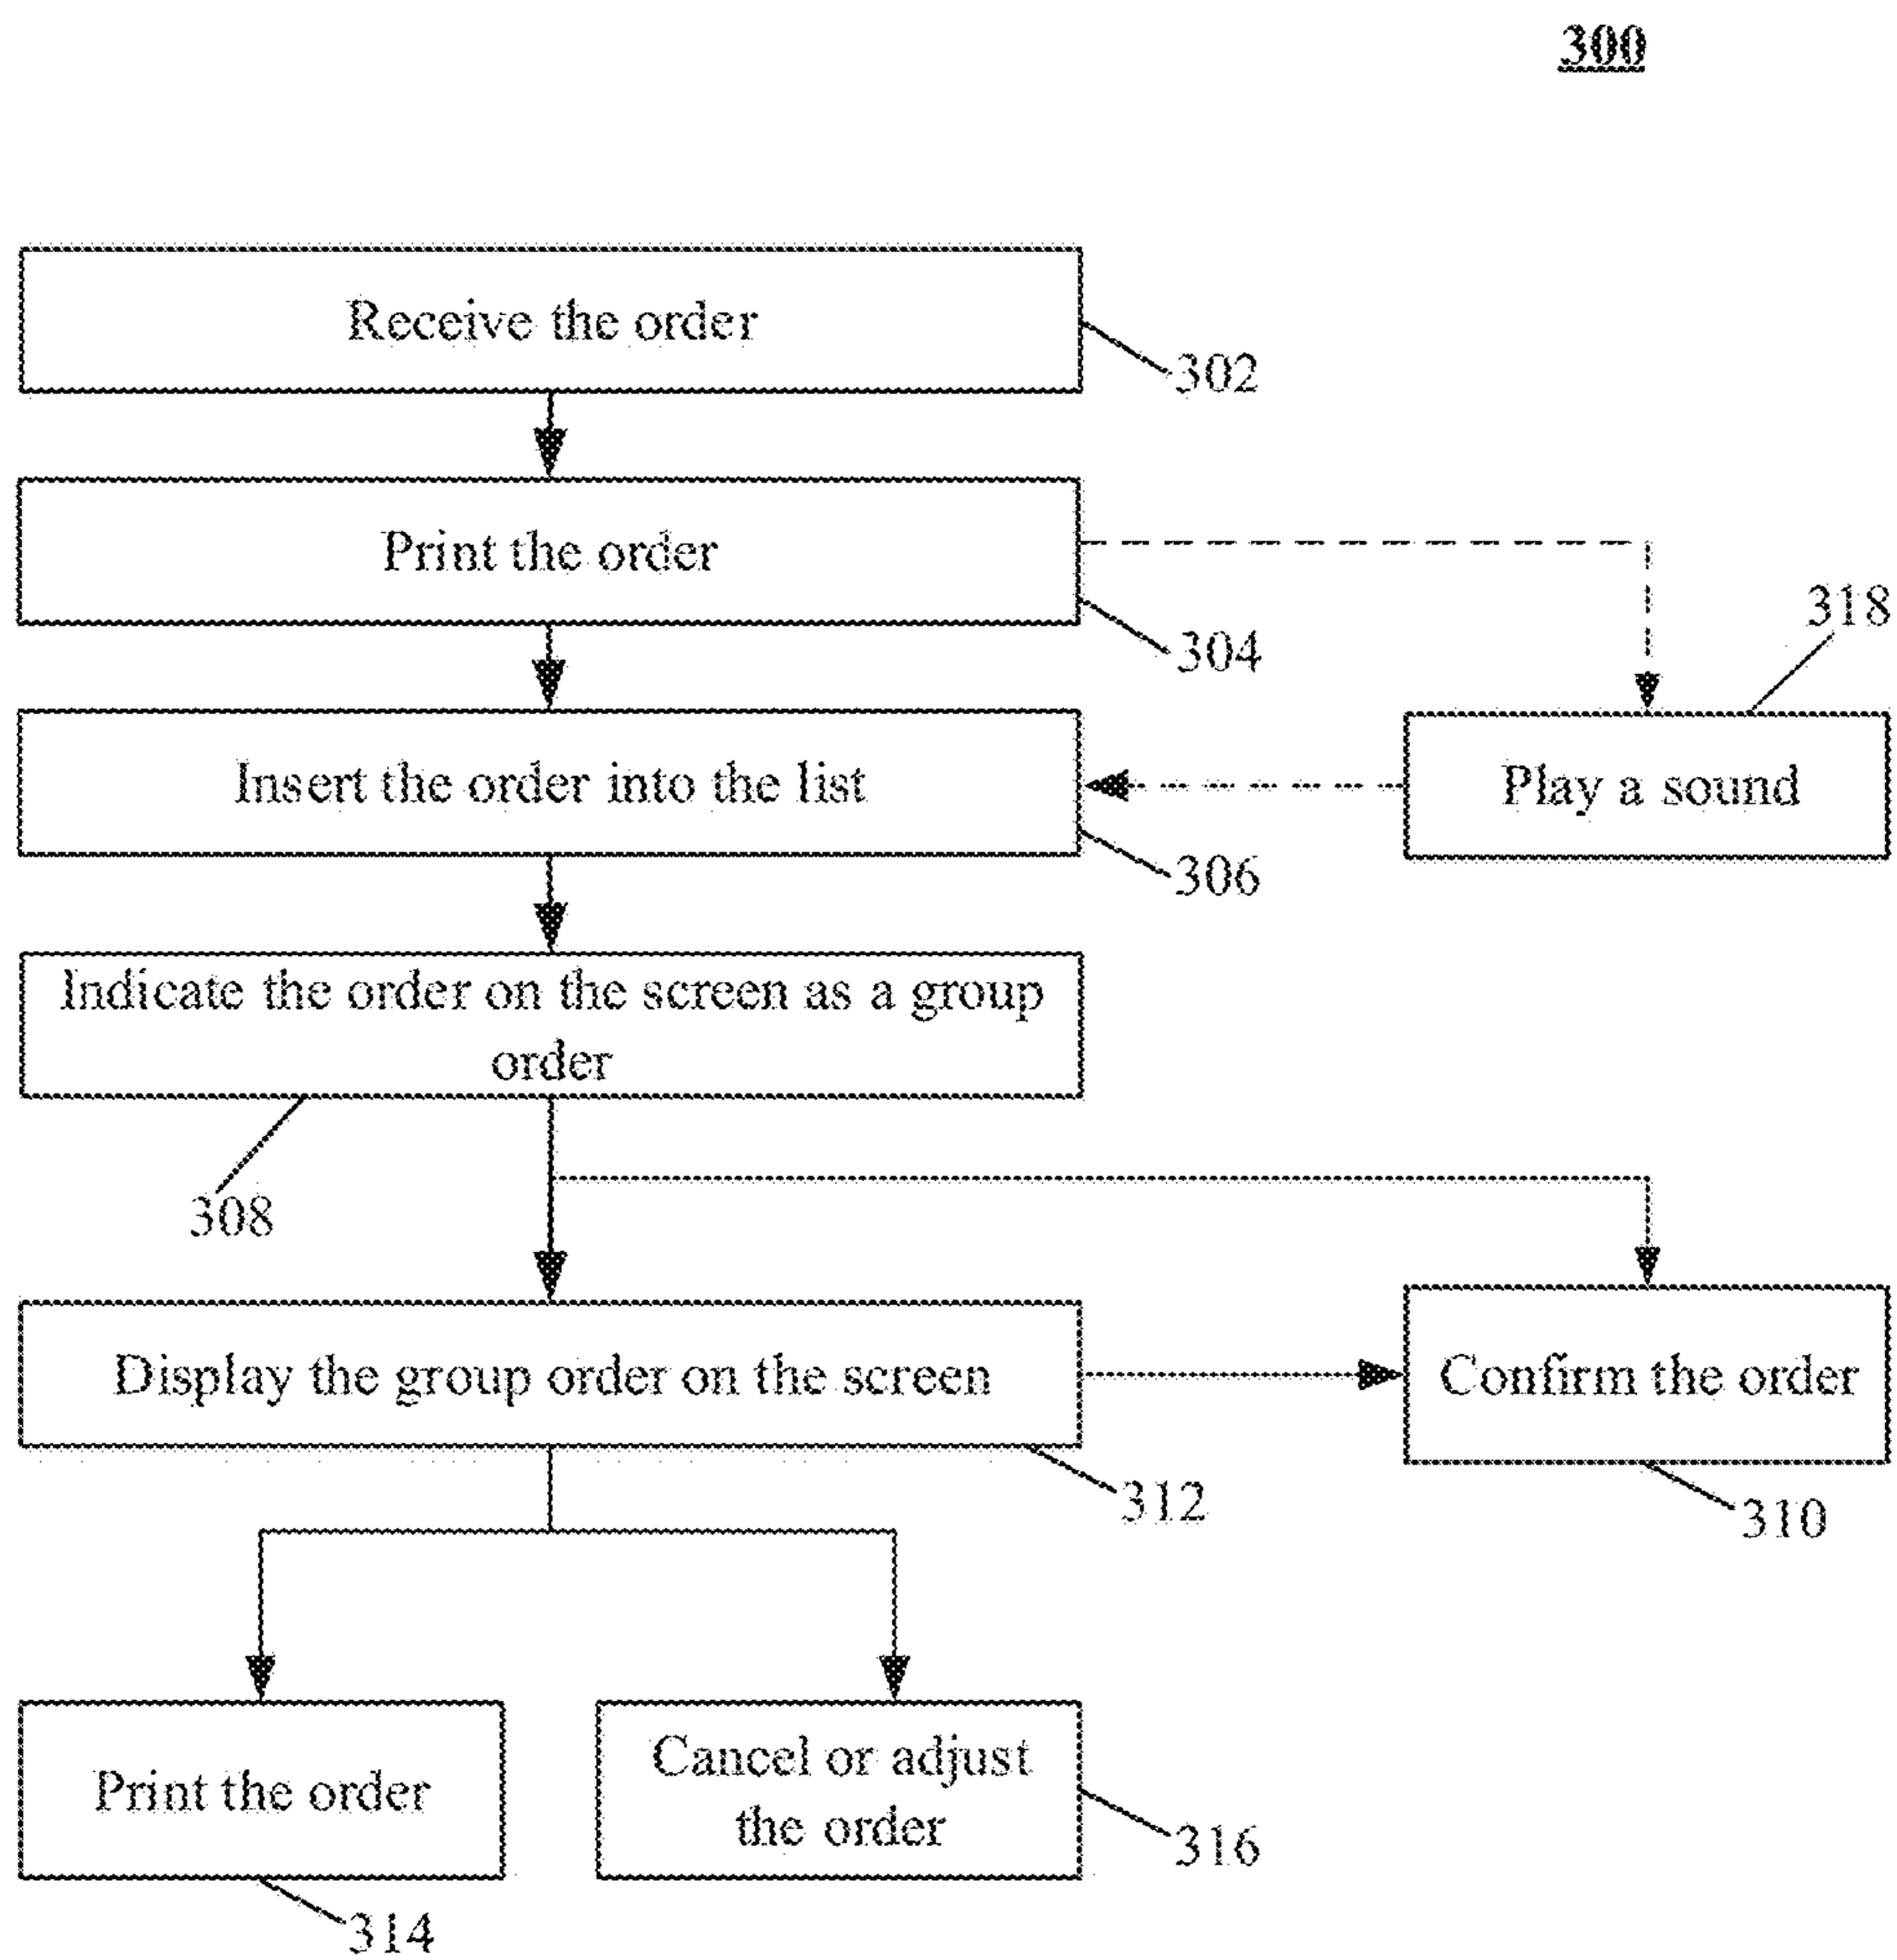 300
Receive the order
302
Print the order
304
318
Insert the order into the list
Play a sound
306
Indicate the order on the screen as a group
order
308
Display the group order on the screen
Confirm the order
312
310
Print the order
Cancel or adjust
the order
316
314